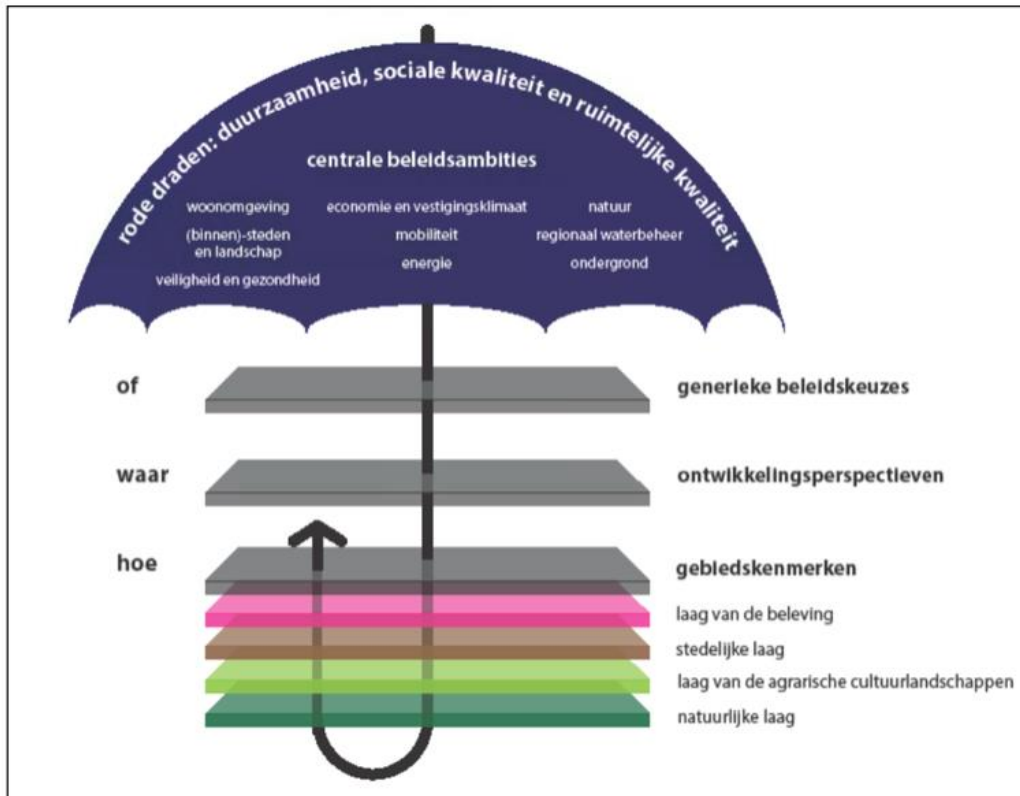 rode draden: duurzaamheid, sociale kwaliteit en ruimtelijke kwaliteit
centrale beleidsambities
woonomgeving
(binnen)-steden
en landschap
veiligheid en gezondheid
economie en vestigingsklimaat
mobiliteit
energie
natuur
regionaal waterbeheer
ondergrond
of
generieke beleidskeuzes
waar
ontwikkelingsperspectieven
hoe
gebiedskenmerken
laag van de beleving
stedelijke laag
laag van de agrarische cultuurlandschappen
natuurlijke laag